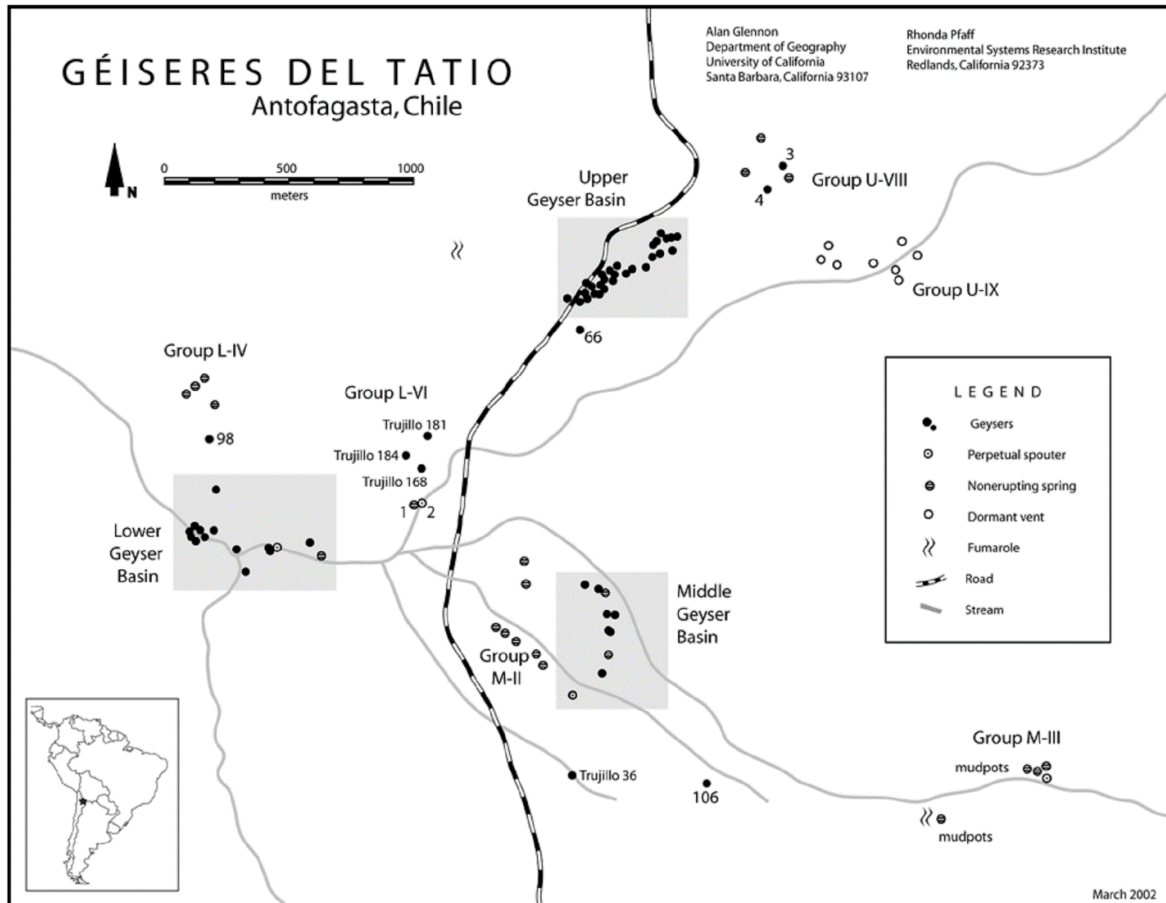 GÉISERES DEL TATIO
Antofagasta, Chile
Alan Glennon
Department of Geography
University of California
Santa Barbara, California 93107
Rhonda Pfaff
Environmental Systems Research Institute
Redlands, California 92373
N
0 500 1000
meters
Upper
Geyser Basin
3
4
Group U-VIII
Group U-IX
66
Group L-IV
98
Group L-VI
Trujillo 181
Trujillo 184
Trujillo 168
1 2
Lower
Geyser
Basin
Middle
Geyser
Basin
Group
M-II
Trujillo 36
106
Group M-III
mudpots
mudpots
LEGEND
Geysers
Perpetual spouter
Nonerupting spring
Dormant vent
Fumarole
Road
Stream
March 2002